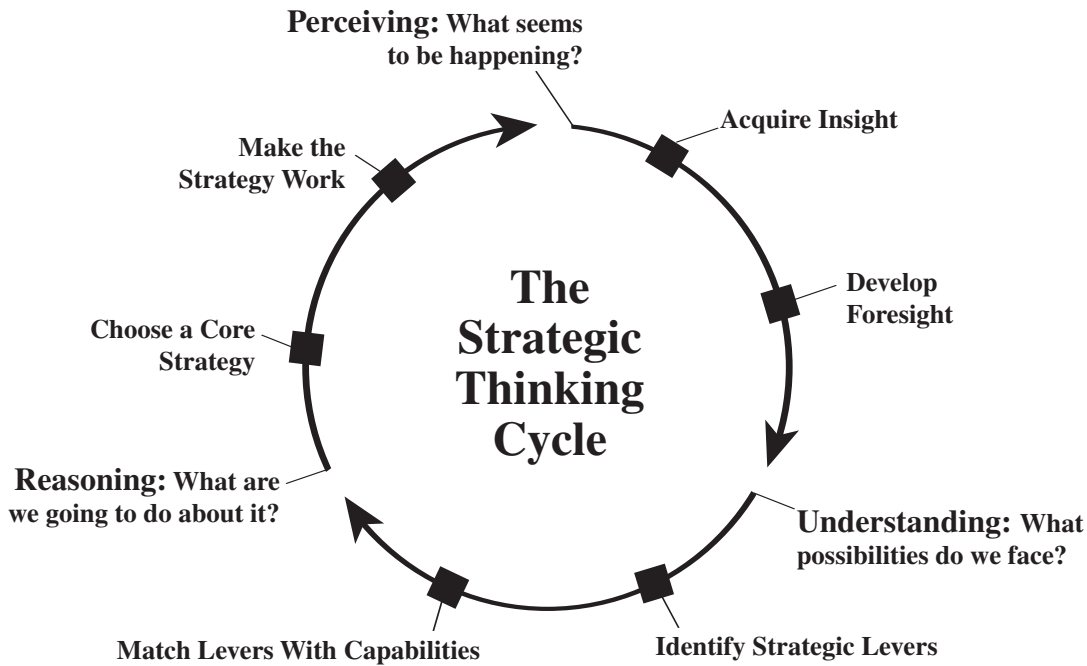 Perceiving: What seems
to be happening?
Acquire Insight
Develop
Foresight
Understanding: What
possibilities do we face?
Identify Strategic Levers
Match Levers With Capabilities
Reasoning: What are
we going to do about it?
Choose a Core
Strategy
Make the
Strategy Work
The
Strategic
Thinking
Cycle